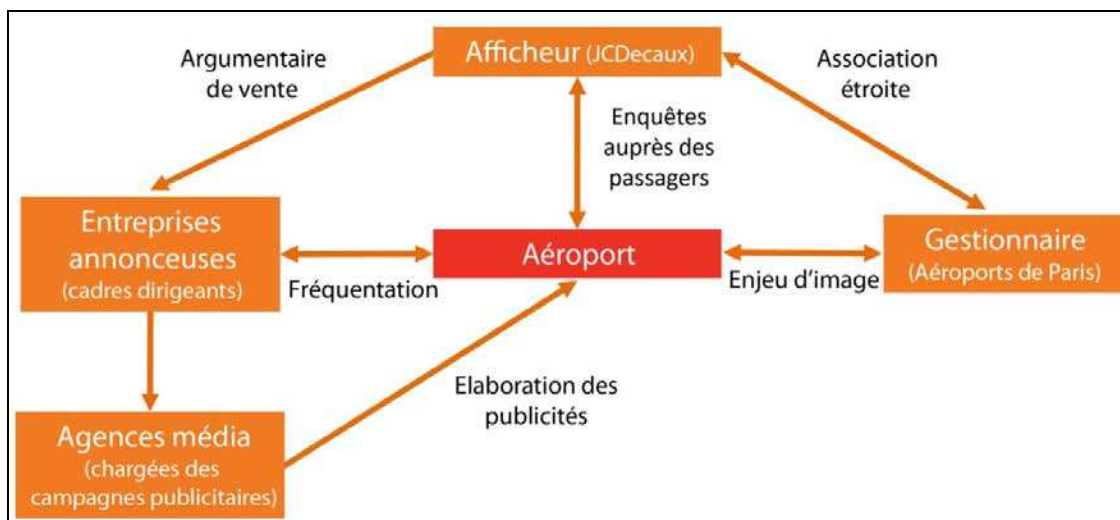 Afficheur (JCDecaux)
Argumentaire
de vente
Association
étroite
Enquêtes
auprès des
passagers
Entreprises
annonceuses
(cadres dirigeants)
Fréquentation
Aéroport
Enjeu d'image
Gestionnaire
(Aéroports de Paris)
Elaboration des
publicités
Agences média
(chargées des
campagnes publicitaires)